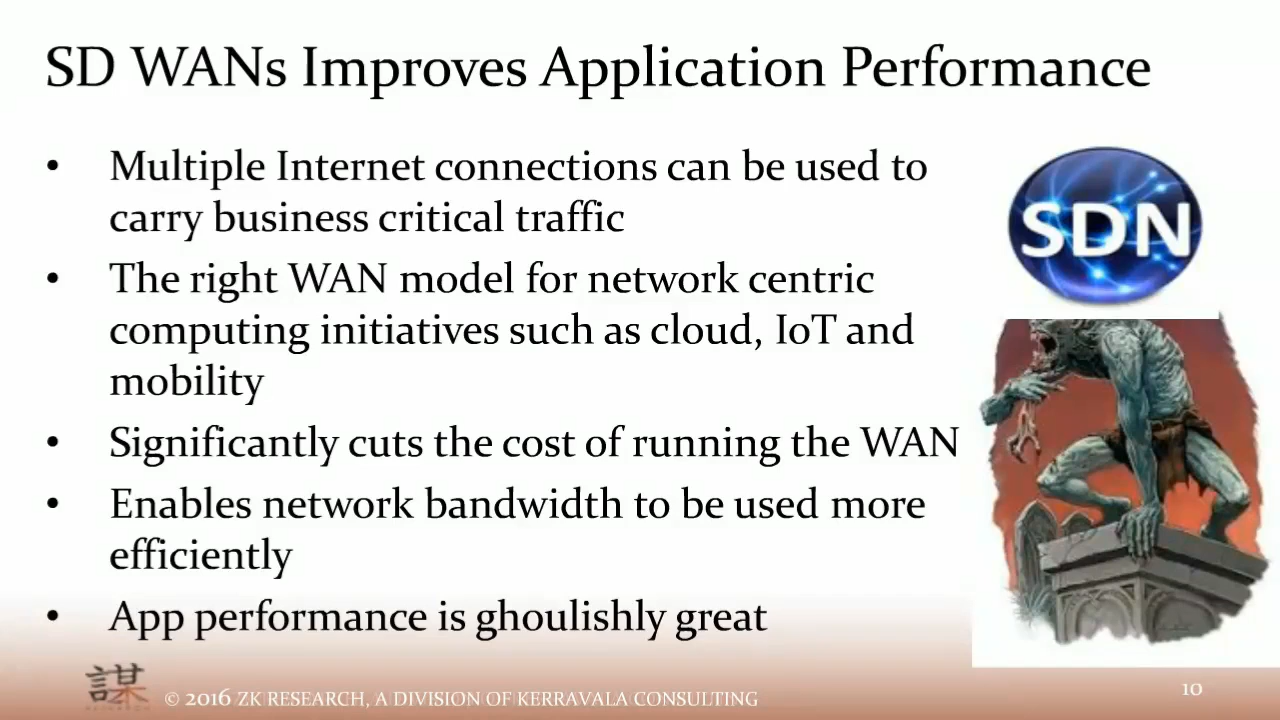 SD WANs Improves Application Performance
• Multiple Internet connections can be used to
carry business critical traffic
• The right WAN model for network centric
computing initiatives such as cloud, IoT and
mobility
• Significantly cuts the cost of running the WAN
• Enables network bandwidth to be used more
efficiently
• App performance is ghoulishly great
SDN
謀
RESEARCH
© 2016 ZK RESEARCH, A DIVISION OF KERRAVALA CONSULTING
10